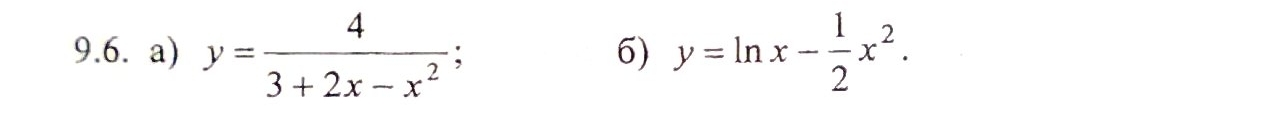 9.6. а) y = 4/(3 + 2x − x²); б) y = ln x − 1/2 x².